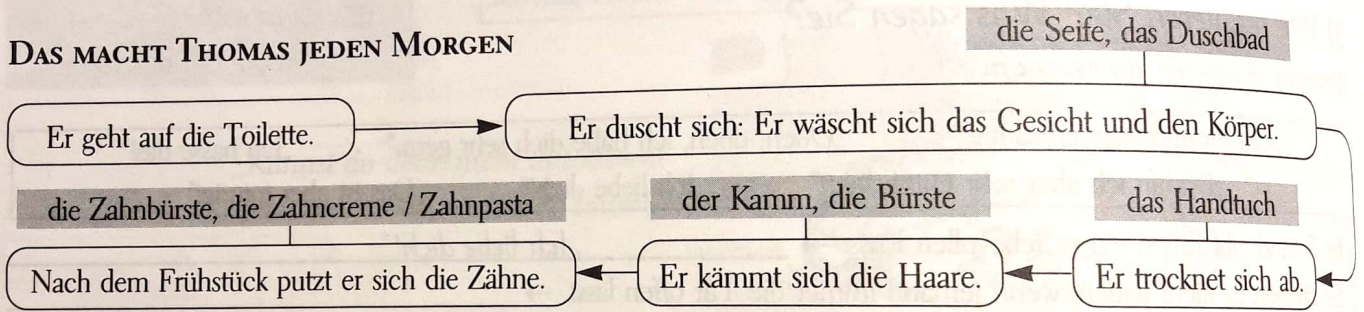 DAS MACHT THOMAS JEDEN MORGEN
die Seife, das Duschbad
Er geht auf die Toilette.
Er duscht sich: Er wäscht sich das Gesicht und den Körper.
das Handtuch
Er trocknet sich ab.
der Kamm, die Bürste
Er kämmt sich die Haare.
die Zahnbürste, die Zahncreme / Zahnpasta
Nach dem Frühstück putzt er sich die Zähne.